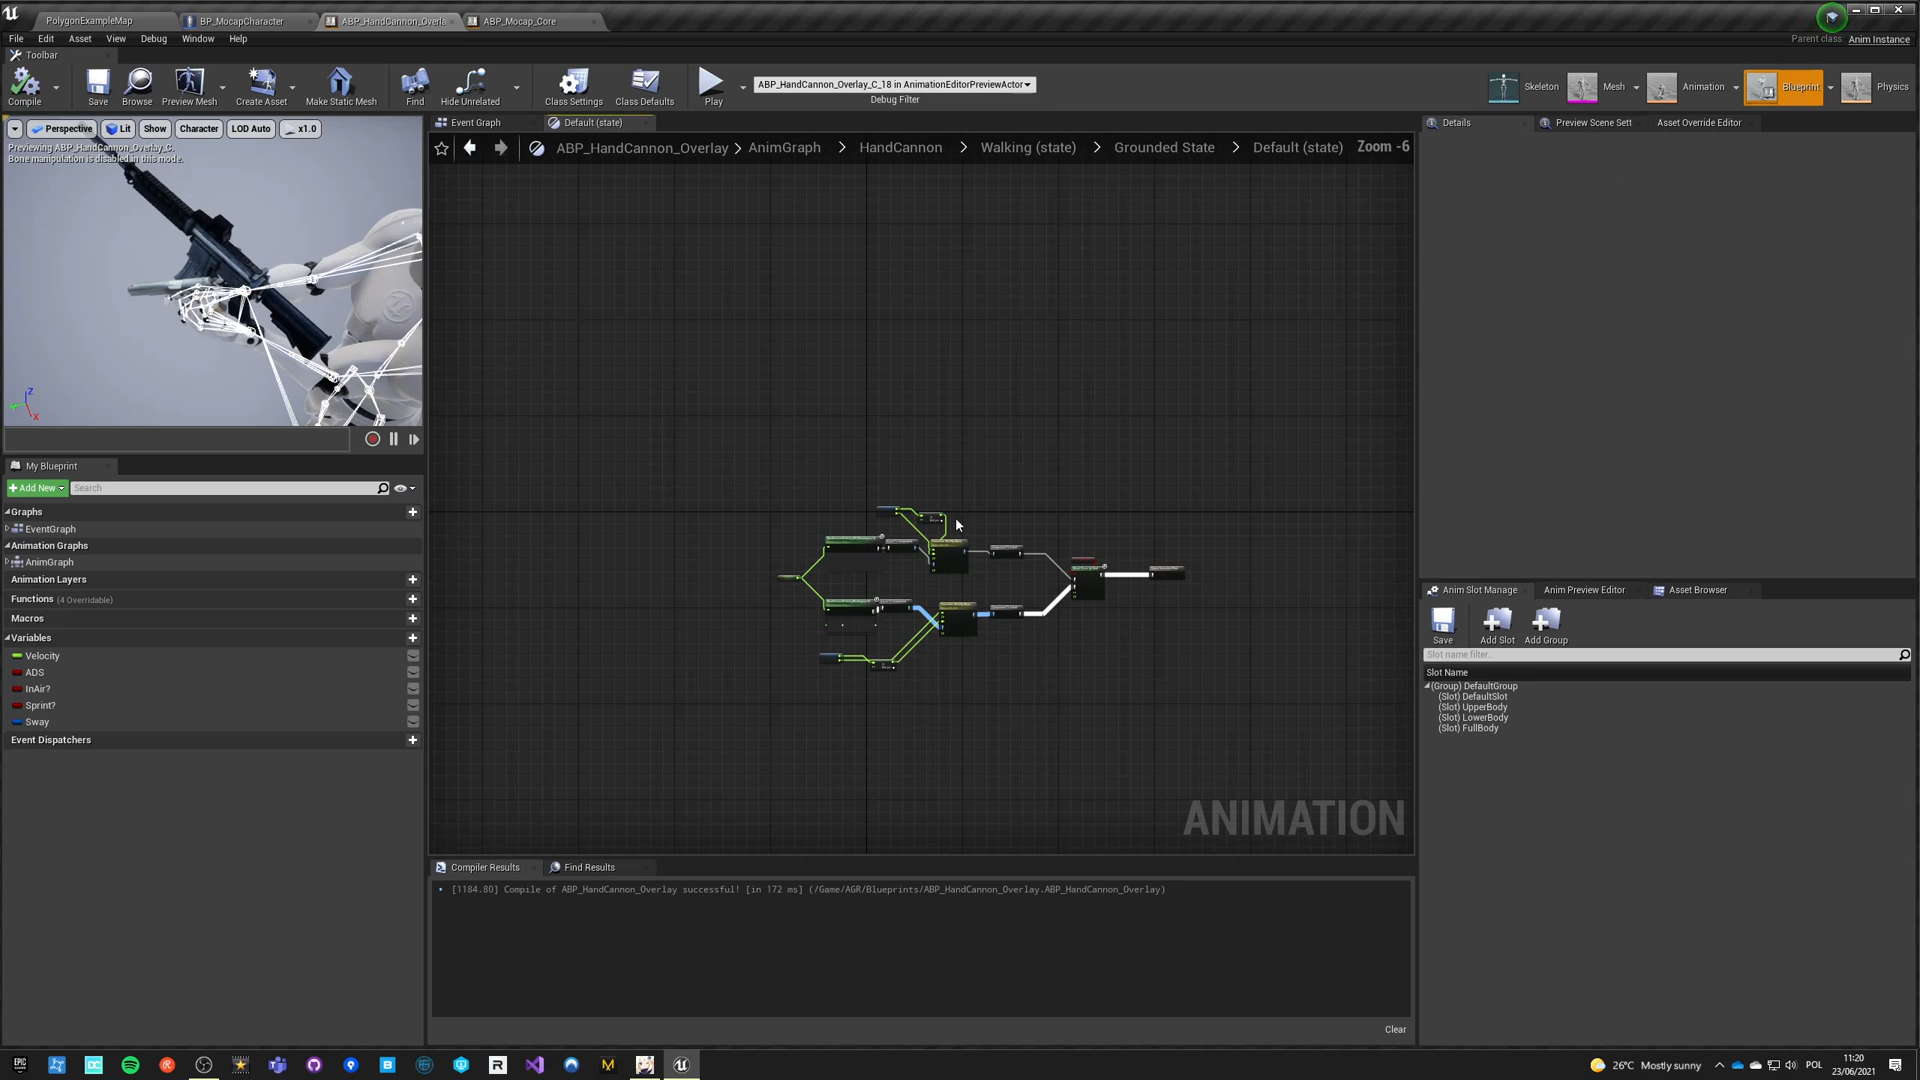 PolygonExampleMap
BP_MocapCharacter
ABP_HandCannon_Overla
ABP_Mocap_Core
File Edit Asset View Debug Window Help
Parent class: Anim Instance
Toolbar
Compile
Save
Browse
Preview Mesh
Create Asset
Make Static Mesh
Find
Hide Unrelated
Class Settings
Class Defaults
Play
ABP_HandCannon_Overlay_C_18 in AnimationEditorPreviewActor
Debug Filter
Skeleton
Mesh
Animation
Blueprint
Physics
Perspective
Lit
Show
Character
LOD Auto
x1.0
Previewing ABP_HandCannon_Overlay_C.
Bone manipulation is disabled in this mode.
Z
X
Event Graph
Default (state)
ABP_HandCannon_Overlay > AnimGraph > HandCannon > Walking (state) > Grounded State > Default (state)
Zoom -6
ANIMATION
Details
Preview Scene Sett
Asset Override Editor
My Blueprint
Add New
Search
Graphs
EventGraph
Animation Graphs
AnimGraph
Animation Layers
Functions (4 Overridable)
Macros
Variables
Velocity
ADS
InAir?
Sprint?
Sway
Event Dispatchers
Anim Slot Manage
Anim Preview Editor
Asset Browser
Save
Add Slot
Add Group
Slot name filter...
Slot Name
(Group) DefaultGroup
(Slot) DefaultSlot
(Slot) UpperBody
(Slot) LowerBody
(Slot) FullBody
Compiler Results
Find Results
[1184.80] Compile of ABP_HandCannon_Overlay successful! [in 172 ms] (/Game/AGR/Blueprints/ABP_HandCannon_Overlay.ABP_HandCannon_Overlay)
Clear
26°C Mostly sunny
POL
11:20
23/06/2021